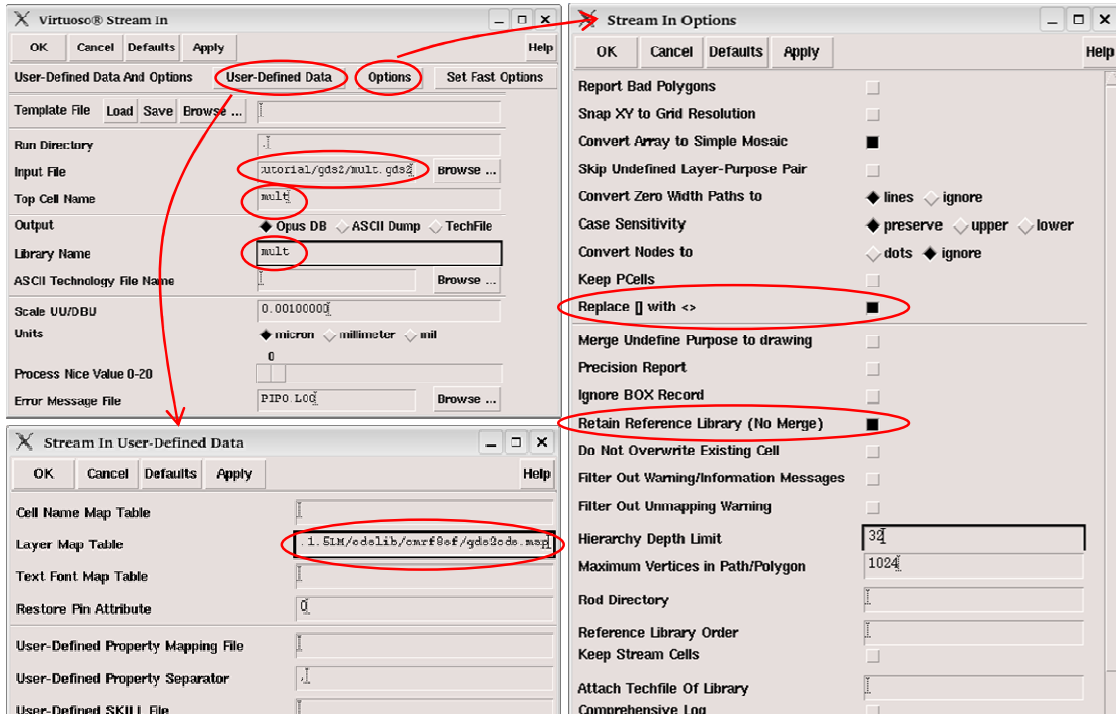 Virtuoso® Stream In
OK Cancel Defaults Apply Help
User-Defined Data And Options User-Defined Data Options Set Fast Options
Template File Load Save Browse ...
Run Directory .
Input File utorial/gds2/mult.gds2 Browse ...
Top Cell Name mult
Output Opus DB ASCII Dump TechFile
Library Name mult
ASCII Technology File Name Browse ...
Scale UU/DBU 0.00100000
Units micron millimeter mil
0
Process Nice Value 0-20
Error Message File PIPO.LOG Browse ...
Stream In User-Defined Data
OK Cancel Defaults Apply Help
Cell Name Map Table
Layer Map Table .1.5LM/cdslib/cmrf8sf/gds2cds.map
Text Font Map Table
Restore Pin Attribute 0
User-Defined Property Mapping File
User-Defined Property Separator ,
User-Defined SKILL File
Stream In Options
OK Cancel Defaults Apply Help
Report Bad Polygons
Snap XY to Grid Resolution
Convert Array to Simple Mosaic
Skip Undefined Layer-Purpose Pair
Convert Zero Width Paths to lines ignore
Case Sensitivity preserve upper lower
Convert Nodes to dots ignore
Keep PCells
Replace [] with <>
Merge Undefine Purpose to drawing
Precision Report
Ignore BOX Record
Retain Reference Library (No Merge)
Do Not Overwrite Existing Cell
Filter Out Warning/Information Messages
Filter Out Unmapping Warning
Hierarchy Depth Limit 32
Maximum Vertices in Path/Polygon 1024
Rod Directory
Reference Library Order
Keep Stream Cells
Attach Techfile Of Library
Comprehensive Log